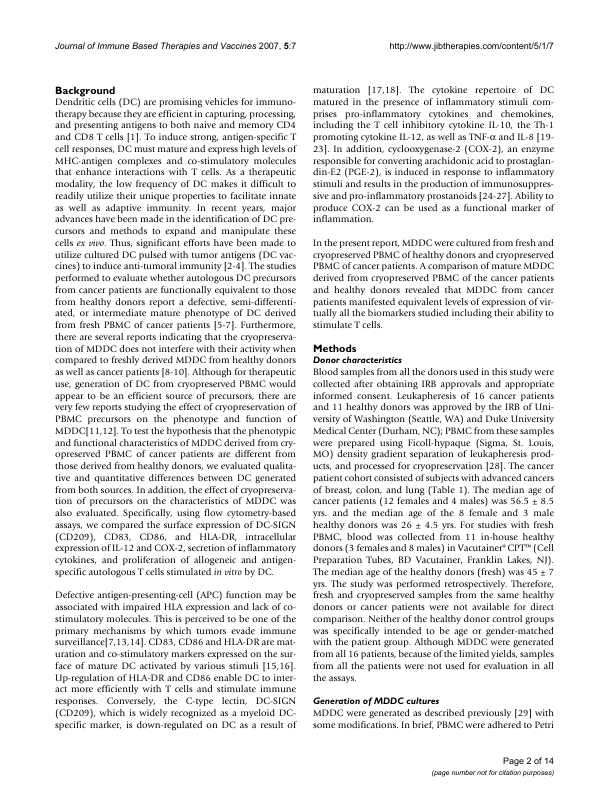 Journal of Immune Based Therapies and Vaccines 2007, 5:7
http://www.jibtherapies.com/content/5/1/7
Background
Dendritic cells (DC) are promising vehicles for immuno-
therapy because they are efficient in capturing, processing,
and presenting antigens to both naive and memory CD4
and CD8 T cells [1]. To induce strong, antigen-specific T
cell responses, DC must mature and express high levels of
MHC-antigen complexes and co-stimulatory molecules
that enhance interactions with T cells. As a therapeutic
modality, the low frequency of DC makes it difficult to
readily utilize their unique properties to facilitate innate
as well as adaptive immunity. In recent years, major
advances have been made in the identification of DC pre-
cursors and methods to expand and manipulate these
cells ex vivo. Thus, significant efforts have been made to
utilize cultured DC pulsed with tumor antigens (DC vac-
cines) to induce anti-tumoral immunity [2-4]. The studies
performed to evaluate whether autologous DC precursors
from cancer patients are functionally equivalent to those
from healthy donors report a defective, semi-differenti-
ated, or intermediate mature phenotype of DC derived
from fresh PBMC of cancer patients [5-7]. Furthermore,
there are several reports indicating that the cryopreserva-
tion of MDDC does not interfere with their activity when
compared to freshly derived MDDC from healthy donors
as well as cancer patients [8-10]. Although for therapeutic
use, generation of DC from cryopreserved PBMC would
appear to be an efficient source of precursors, there are
very few reports studying the effect of cryopreservation of
PBMC precursors on the phenotype and function of
MDDC[11,12]. To test the hypothesis that the phenotypic
and functional characteristics of MDDC derived from cry-
opreserved PBMC of cancer patients are different from
those derived from healthy donors, we evaluated qualita-
tive and quantitative differences between DC generated
from both sources. In addition, the effect of cryopreserva-
tion of precursors on the characteristics of MDDC was
also evaluated. Specifically, using flow cytometry-based
assays, we compared the surface expression of DC-SIGN
(CD209), CD83, CD86, and HLA-DR, intracellular
expression of IL-12 and COX-2, secretion of inflammatory
cytokines, and proliferation of allogeneic and antigen-
specific autologous T cells stimulated in vitro by DC.
Defective antigen-presenting-cell (APC) function may be
associated with impaired HLA expression and lack of co-
stimulatory molecules. This is perceived to be one of the
primary mechanisms by which tumors evade immune
surveillance[7,13,14]. CD83, CD86 and HLA-DR are mat-
uration and co-stimulatory markers expressed on the sur-
face of mature DC activated by various stimuli [15,16].
Up-regulation of HLA-DR and CD86 enable DC to inter-
act more efficiently with T cells and stimulate immune
responses. Conversely, the C-type lectin, DC-SIGN
(CD209), which is widely recognized as a myeloid DC-
specific marker, is down-regulated on DC as a result of
maturation [17,18]. The cytokine repertoire of DC
matured in the presence of inflammatory stimuli com-
prises pro-inflammatory cytokines and chemokines,
including the T cell inhibitory cytokine IL-10, the Th-1
promoting cytokine IL-12, as well as TNF-α and IL-8 [19-
23]. In addition, cyclooxygenase-2 (COX-2), an enzyme
responsible for converting arachidonic acid to prostaglan-
din-E2 (PGE-2), is induced in response to inflammatory
stimuli and results in the production of immunosuppres-
sive and pro-inflammatory prostanoids [24-27]. Ability to
produce COX-2 can be used as a functional marker of
inflammation.
In the present report, MDDC were cultured from fresh and
cryopreserved PBMC of healthy donors and cryopreserved
PBMC of cancer patients. A comparison of mature MDDC
derived from cryopreserved PBMC of the cancer patients
and healthy donors revealed that MDDC from cancer
patients manifested equivalent levels of expression of vir-
tually all the biomarkers studied including their ability to
stimulate T cells.
Methods
Donor characteristics
Blood samples from all the donors used in this study were
collected after obtaining IRB approvals and appropriate
informed consent. Leukapheresis of 16 cancer patients
and 11 healthy donors was approved by the IRB of Uni-
versity of Washington (Seattle, WA) and Duke University
Medical Center (Durham, NC); PBMC from these samples
were prepared using Ficoll-hypaque (Sigma, St. Louis,
MO) density gradient separation of leukapheresis prod-
ucts, and processed for cryopreservation [28]. The cancer
patient cohort consisted of subjects with advanced cancers
of breast, colon, and lung (Table 1). The median age of
cancer patients (12 females and 4 males) was 56.5 ± 8.5
yrs. and the median age of the 8 female and 3 male
healthy donors was 26 ± 4.5 yrs. For studies with fresh
PBMC, blood was collected from 11 in-house healthy
donors (3 females and 8 males) in Vacutainer® CPT™ (Cell
Preparation Tubes, BD Vacutainer, Franklin Lakes, NJ).
The median age of the healthy donors (fresh) was 45 ± 7
yrs. The study was performed retrospectively. Therefore,
fresh and cryopreserved samples from the same healthy
donors or cancer patients were not available for direct
comparison. Neither of the healthy donor control groups
was specifically intended to be age or gender-matched
with the patient group. Although MDDC were generated
from all 16 patients, because of the limited yields, samples
from all the patients were not used for evaluation in all
the assays.
Generation of MDDC cultures
MDDC were generated as described previously [29] with
some modifications. In brief, PBMC were adhered to Petri
Page 2 of 14
(page number not for citation purposes)